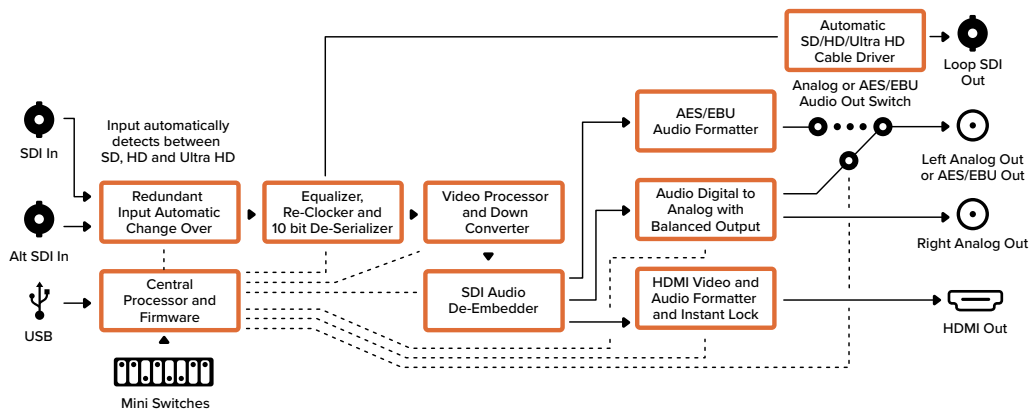 Automatic
SD/HD/Ultra HD
Cable Driver
Loop SDI
Out
Analog or AES/EBU
Audio Out Switch
AES/EBU
Audio Formatter
SDI In
Input automatically
detects between
SD, HD and Ultra HD
Left Analog Out
or AES/EBU Out
Redundant
Input Automatic
Change Over
Equalizer,
Re-Clocker and
10 bit De-Serializer
Video Processor
and Down
Converter
Audio Digital to
Analog with
Balanced Output
Alt SDI In
Right Analog Out
Central
Processor and
Firmware
SDI Audio
De-Embedder
HDMI Video and
Audio Formatter
and Instant Lock
USB
HDMI Out
Mini Switches